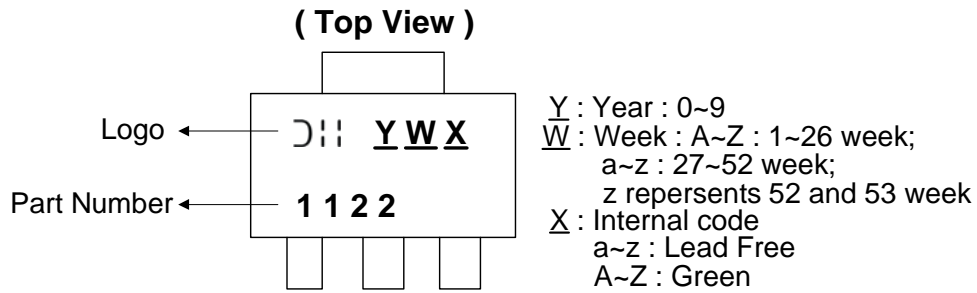 ( Top View )
Logo
Y W X
Part Number
1 1 2 2
Y : Year : 0~9
W : Week : A~Z : 1~26 week;
a~z : 27~52 week;
z repersents 52 and 53 week
X : Internal code
a~z : Lead Free
A~Z : Green